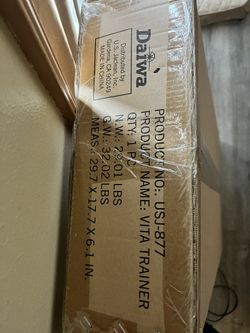 Daiwa
Distributed by
U.S. Jaclean, Inc.
Gardena, CA 90249
MADE IN CHINA
PRODUCT NO.: USJ-877
PRODUCT NAME: VITA TRAINER
QTY: 1 PC
N.W.: 29.01 LBS
G.W.: 32.02 LBS
MEAS.: 29.7 X 17.7 X 6.1 IN.